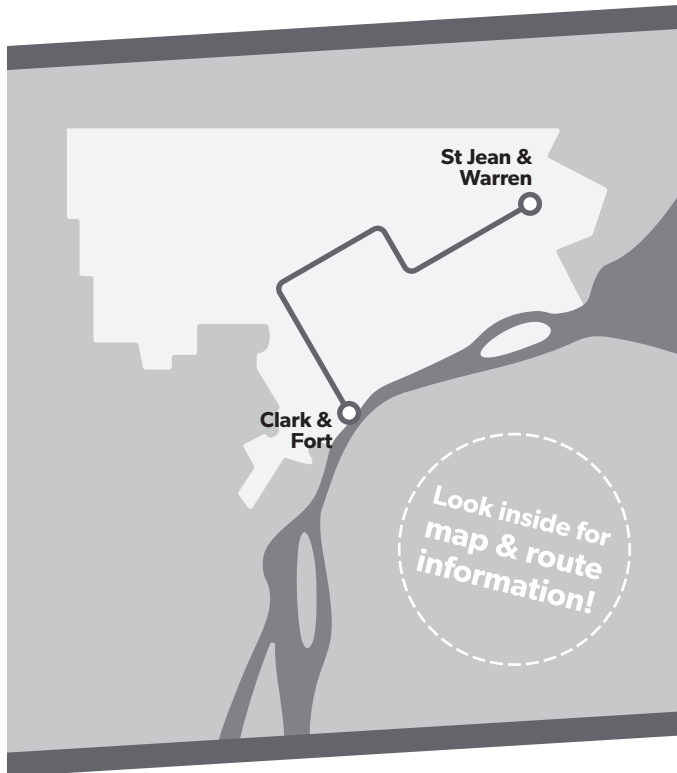 St Jean &
Warren
Clark &
Fort
Look inside for
map & route
information!